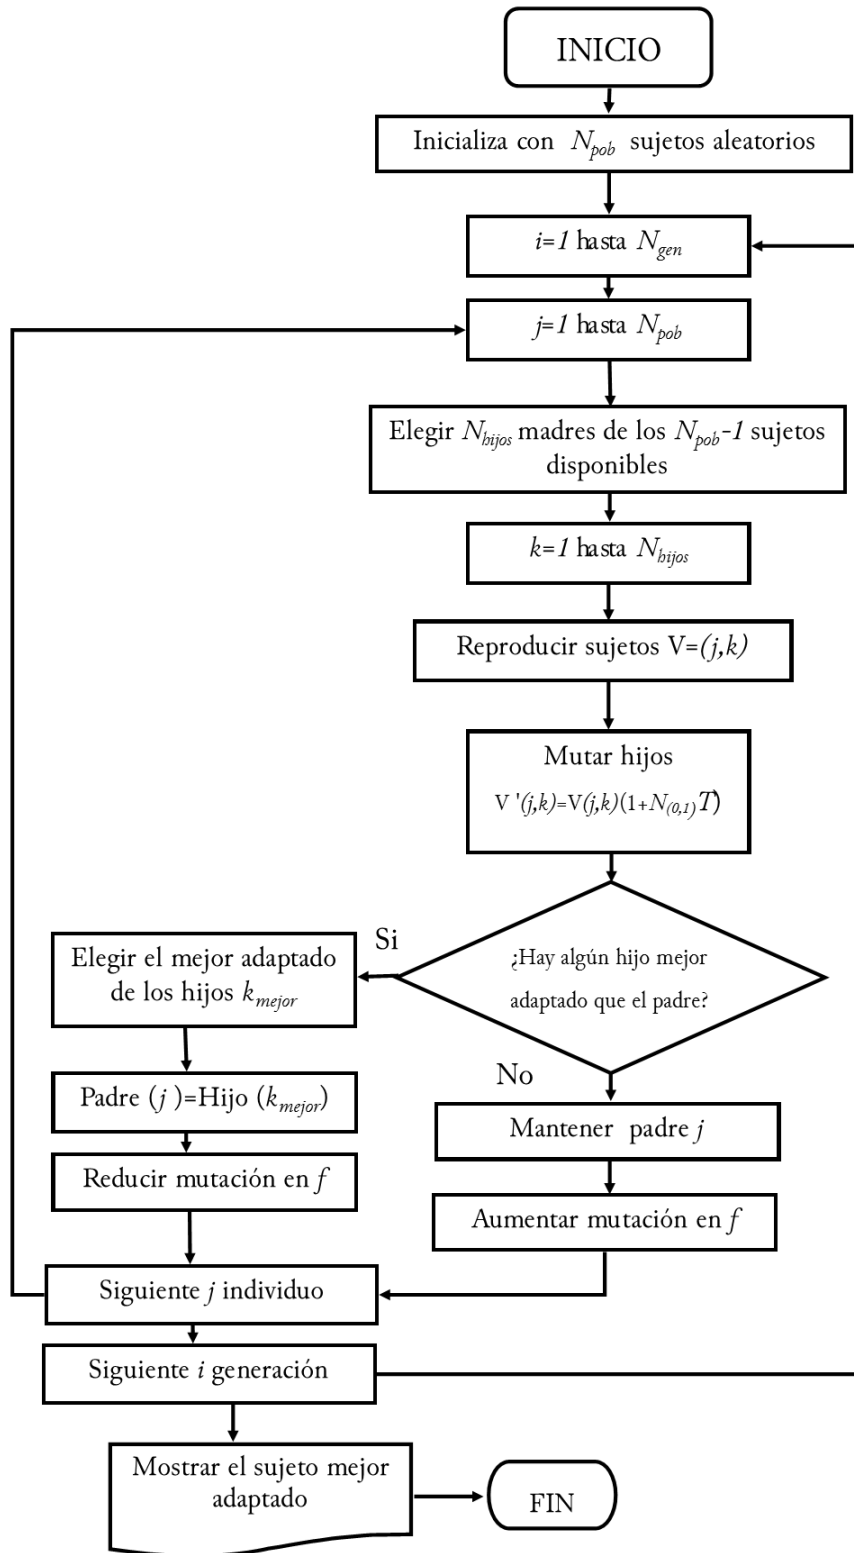 INICIO
Inicializa con N_pob sujetos aleatorios
i=1 hasta N_gen
j=1 hasta N_pob
Elegir N_hijos madres de los N_pob-1 sujetos
disponibles
k=1 hasta N_hijos
Reproducir sujetos V=(j,k)
Mutar hijos
V '(j,k)=V(j,k)(1+N_(0,1)T)
¿Hay algún hijo mejor
adaptado que el padre?
Si
Elegir el mejor adaptado
de los hijos k_mejor
Padre (j )=Hijo (k_mejor)
Reducir mutación en f
No
Mantener padre j
Aumentar mutación en f
Siguiente j individuo
Siguiente i generación
Mostrar el sujeto mejor
adaptado
FIN